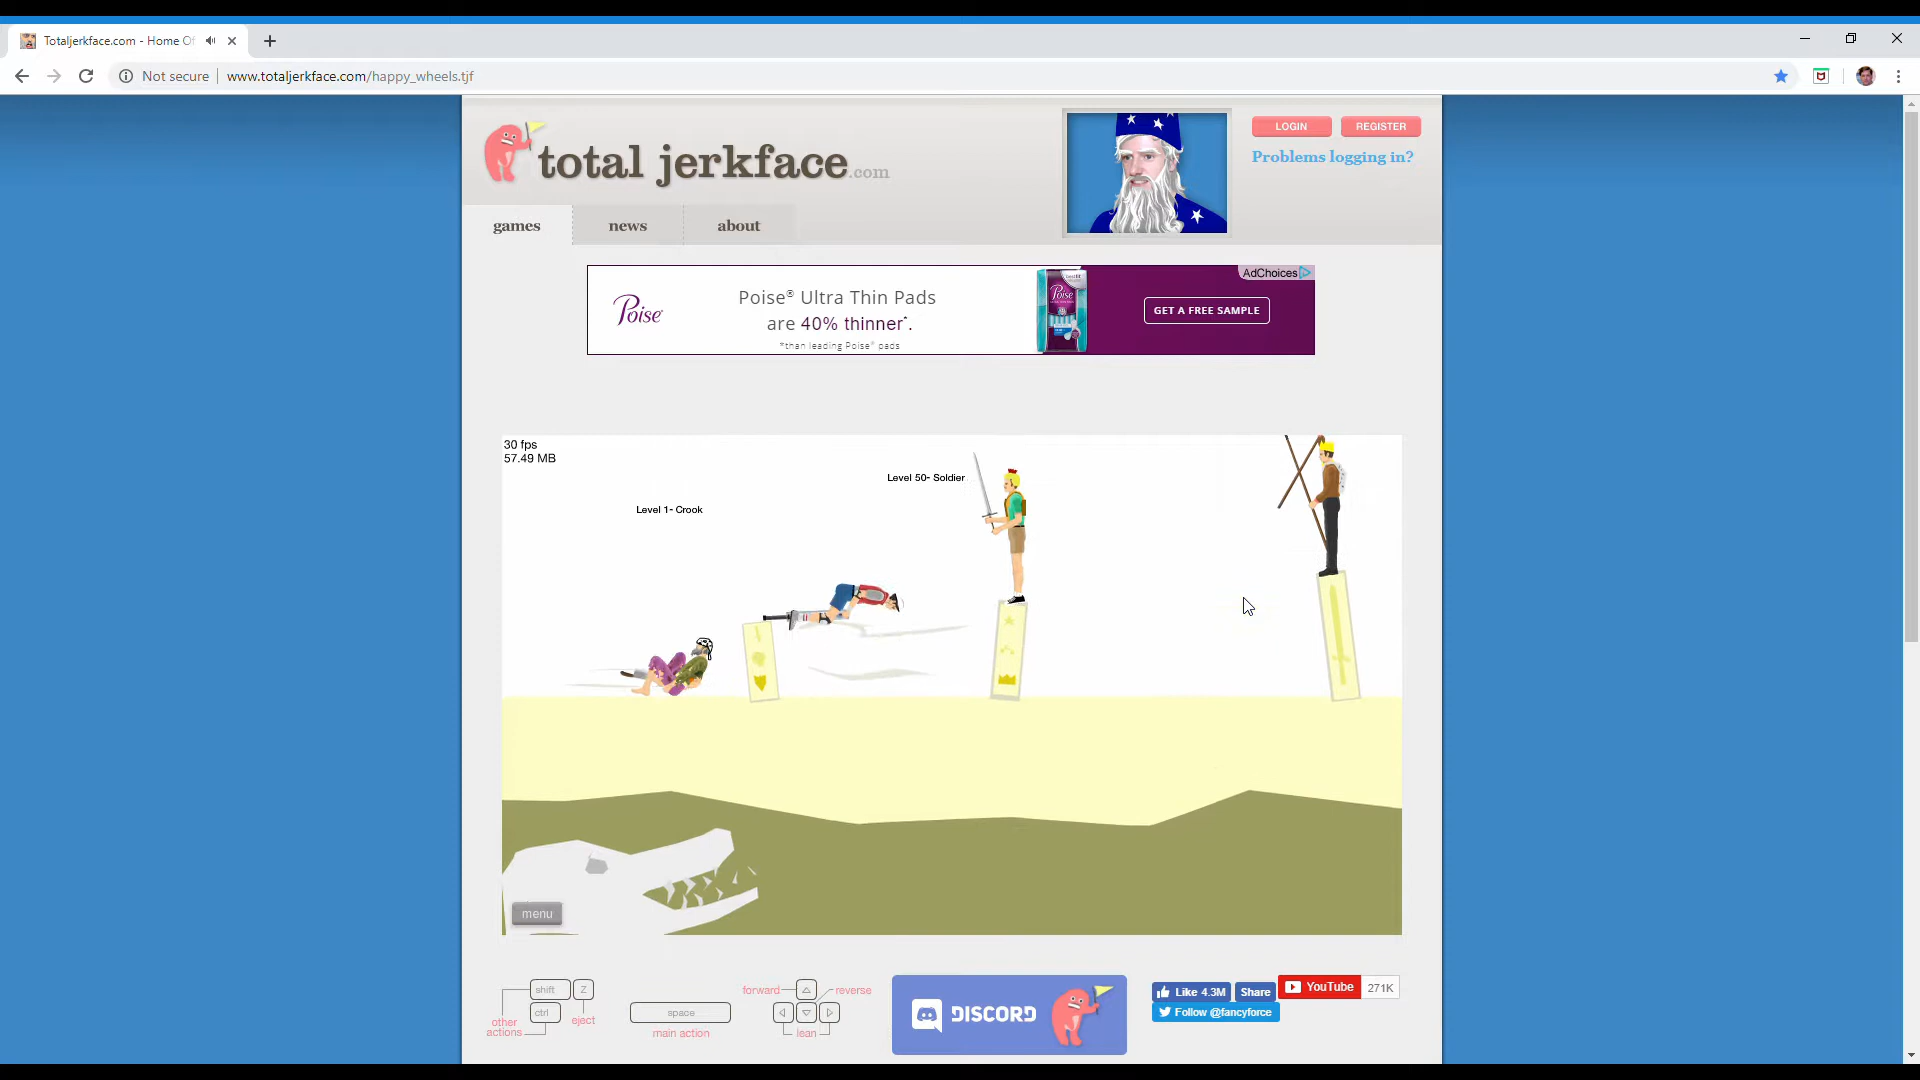 Totaljerkface.com - Home Of
Not secure
www.totaljerkface.com/happy_wheels.tjf
total jerkface.com
LOGIN
REGISTER
Problems logging in?
games
news
about
Poise
Poise® Ultra Thin Pads
are 40% thinner*.
*than leading Poise® pads
Poise
GET A FREE SAMPLE
AdChoices
30 fps
57.49 MB
Level 1- Crook
Level 50- Soldier
menu
shift
Z
ctrl
other
actions
eject
space
main action
forward
reverse
lean
DISCORD
Like 4.3M
Share
YouTube
271K
Follow @fancyforce